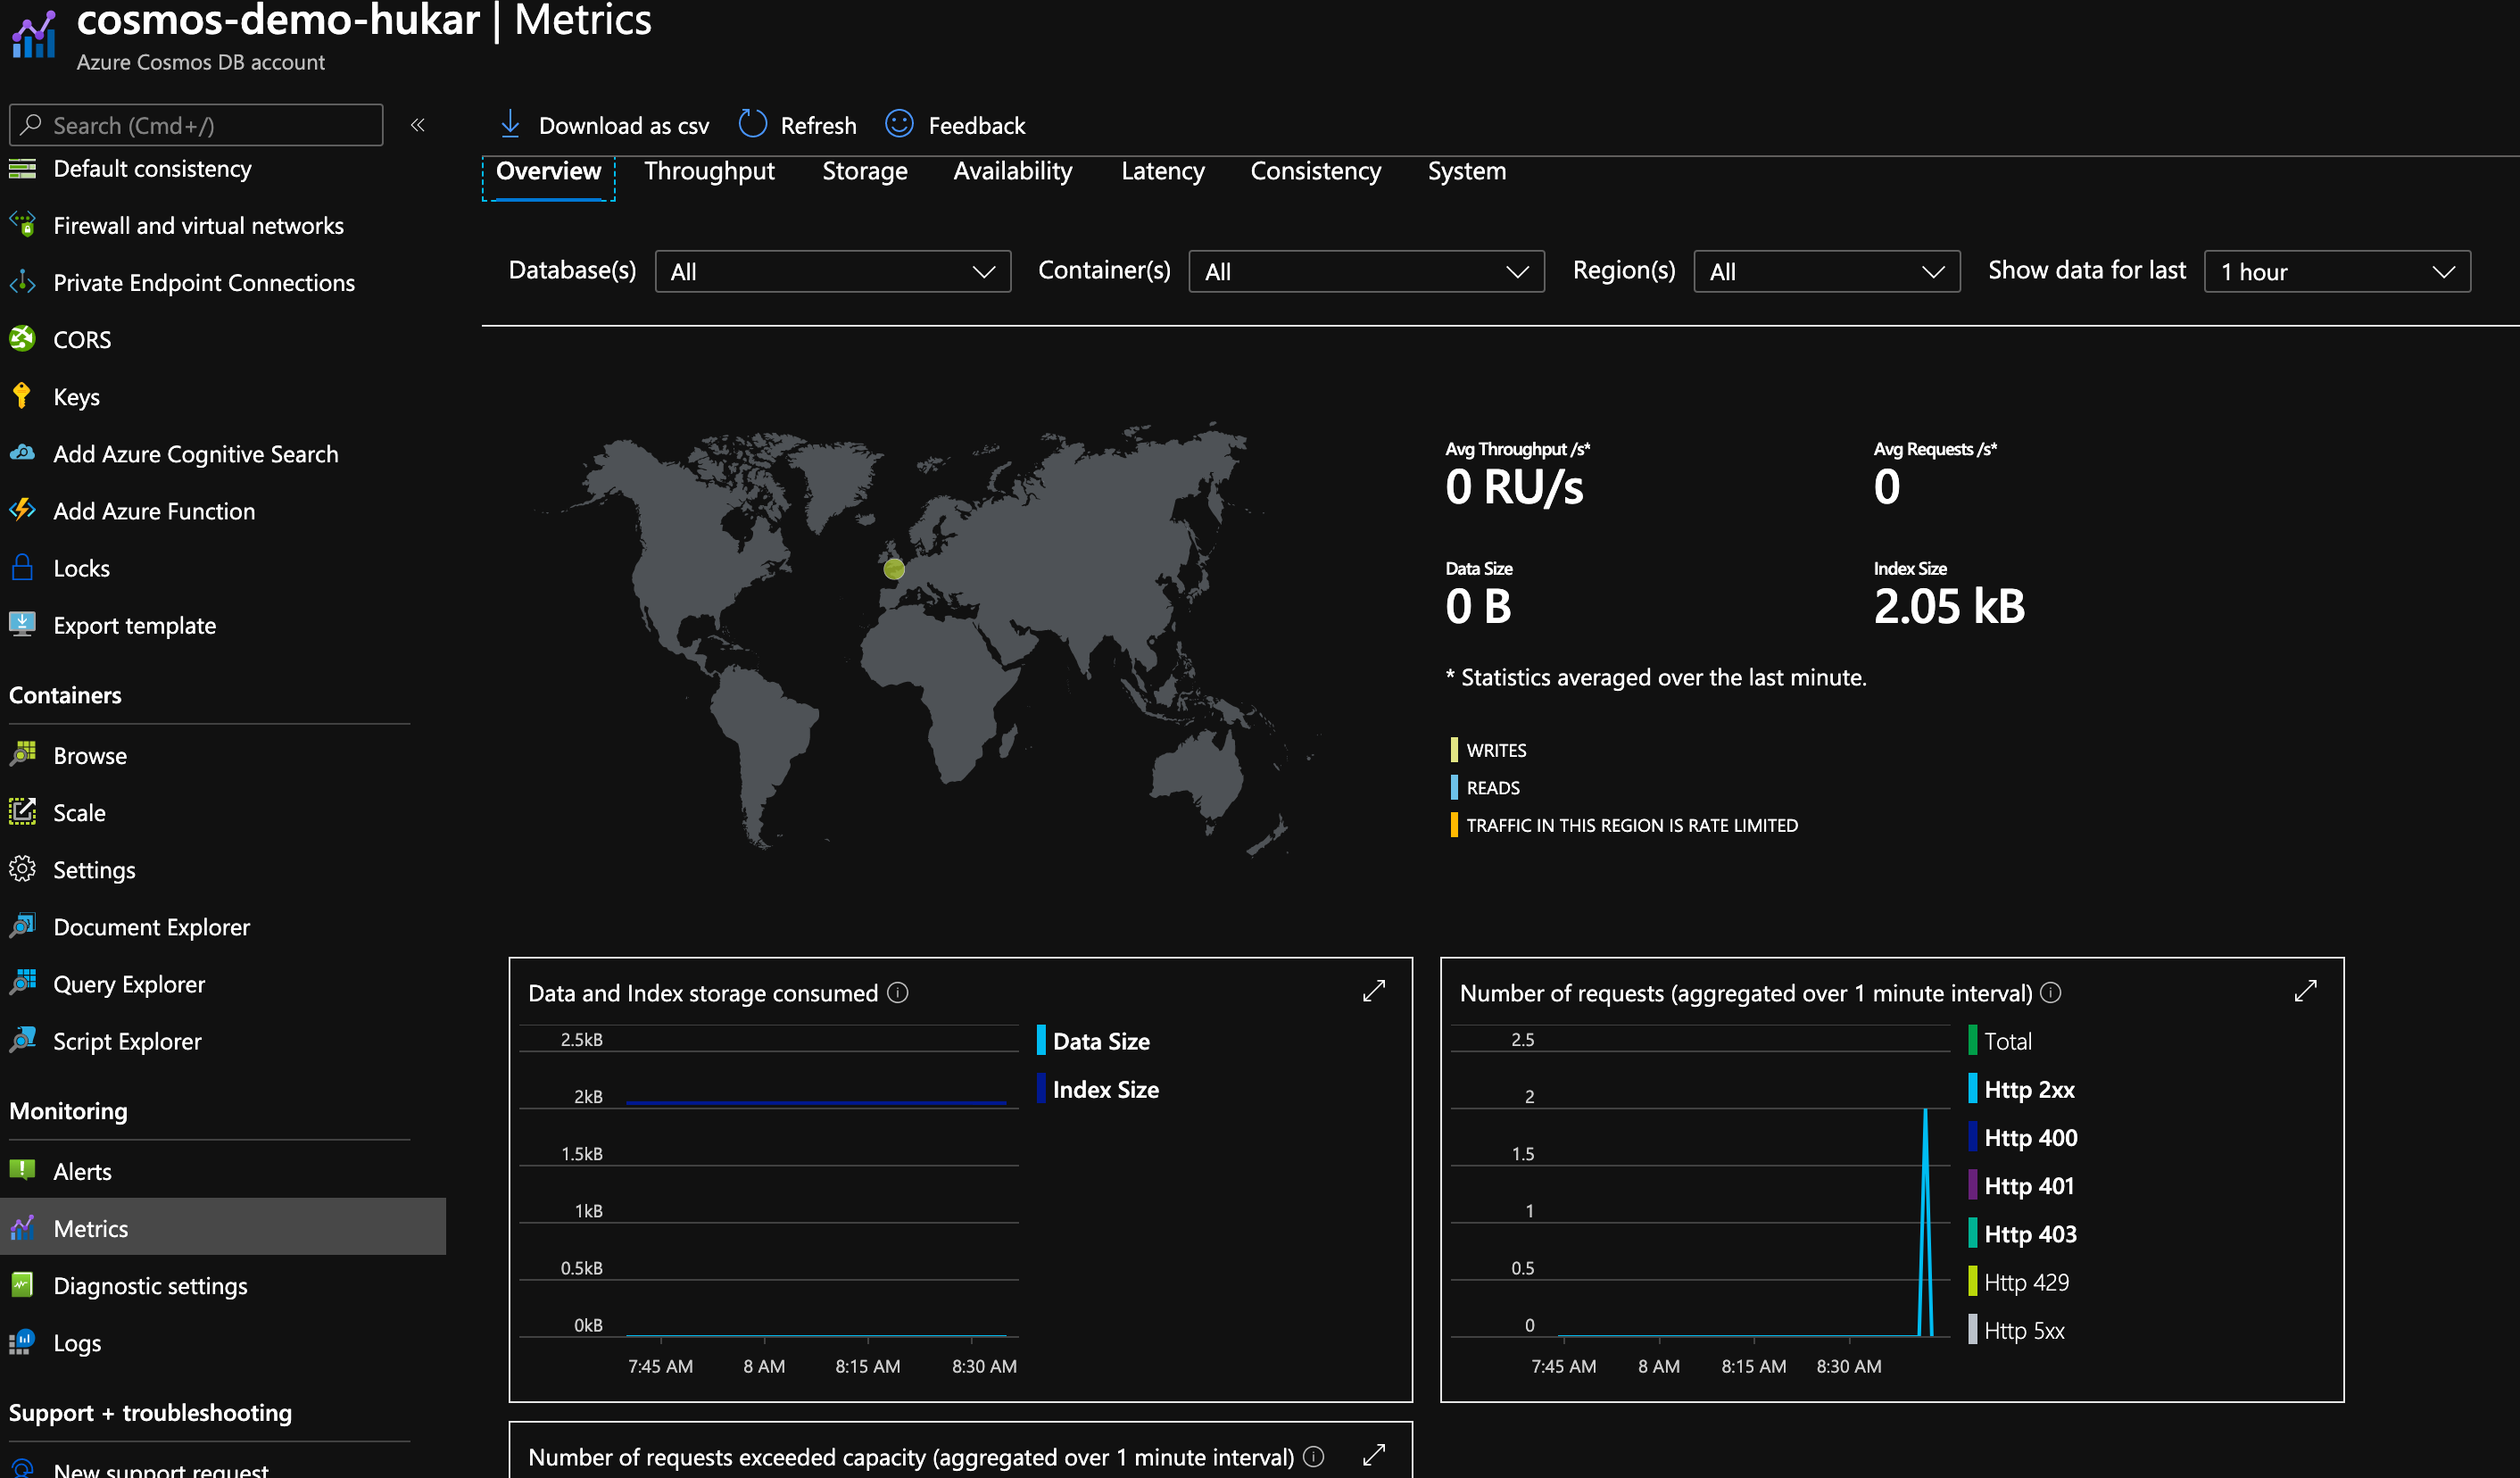 cosmos-demo-hukar | Metrics
Azure Cosmos DB account
Search (Cmd+/)
«
Default consistency
Firewall and virtual networks
Private Endpoint Connections
CORS
Keys
Add Azure Cognitive Search
Add Azure Function
Locks
Export template
Containers
Browse
Scale
Settings
Document Explorer
Query Explorer
Script Explorer
Monitoring
Alerts
Metrics
Diagnostic settings
Logs
Support + troubleshooting
New support request
Download as csv Refresh Feedback
Overview Throughput Storage Availability Latency Consistency System
Database(s) All Container(s) All Region(s) All Show data for last 1 hour
Avg Throughput /s*
0 RU/s
Avg Requests /s*
0
Data Size
0 B
Index Size
2.05 kB
* Statistics averaged over the last minute.
WRITES
READS
TRAFFIC IN THIS REGION IS RATE LIMITED
Data and Index storage consumed
2.5kB
2kB
1.5kB
1kB
0.5kB
0kB
7:45 AM 8 AM 8:15 AM 8:30 AM
Data Size
Index Size
Number of requests (aggregated over 1 minute interval)
2.5
2
1.5
1
0.5
0
7:45 AM 8 AM 8:15 AM 8:30 AM
Total
Http 2xx
Http 400
Http 401
Http 403
Http 429
Http 5xx
Number of requests exceeded capacity (aggregated over 1 minute interval)